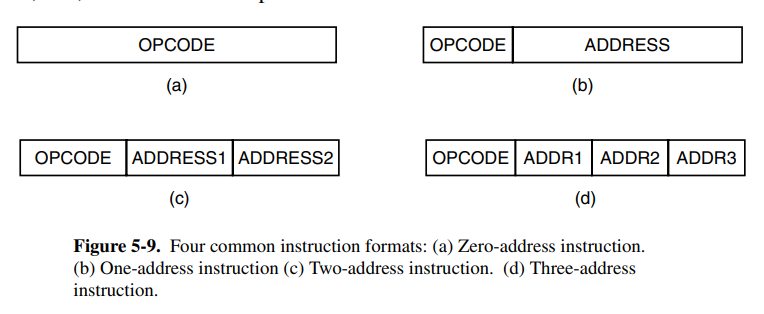 OPCODE
OPCODE ADDRESS
(a)
(b)
OPCODE ADDRESS1 ADDRESS2
OPCODE ADDR1 ADDR2 ADDR3
(c)
(d)
Figure 5-9. Four common instruction formats: (a) Zero-address instruction.
(b) One-address instruction (c) Two-address instruction. (d) Three-address
instruction.